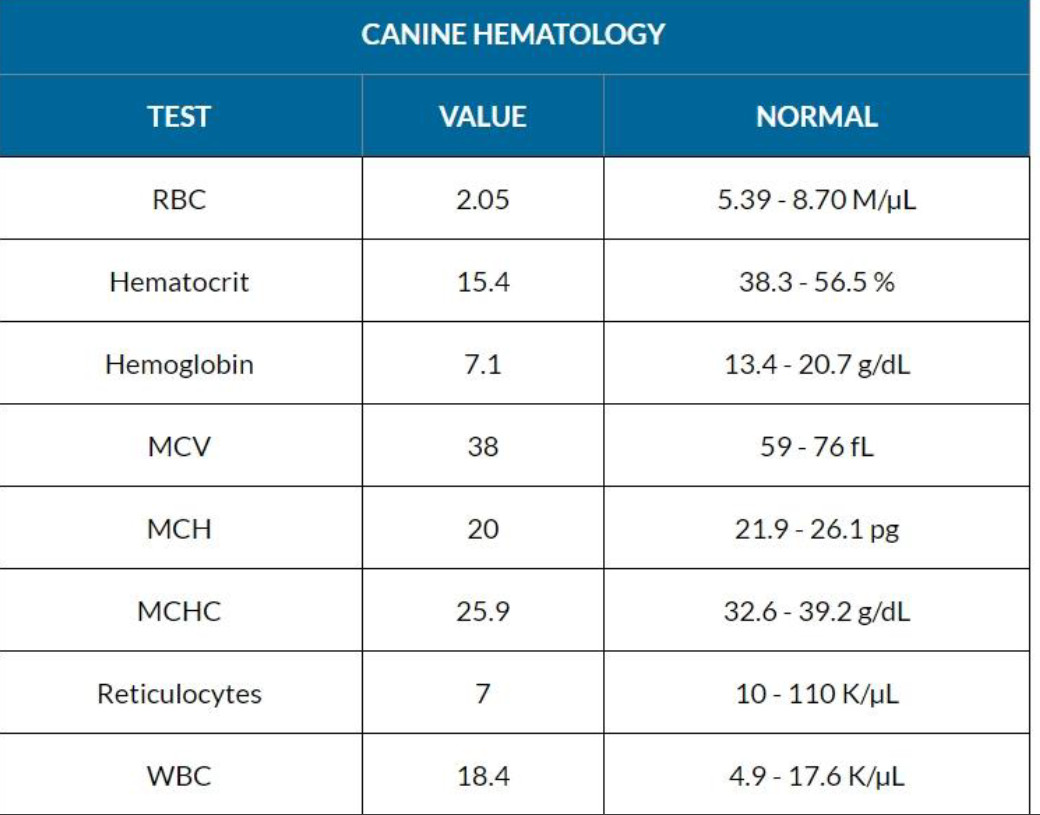 CANINE HEMATOLOGY
TEST VALUE NORMAL
RBC 2.05 5.39 - 8.70 M/µL
Hematocrit 15.4 38.3 - 56.5 %
Hemoglobin 7.1 13.4 - 20.7 g/dL
MCV 38 59 - 76 fL
MCH 20 21.9 - 26.1 pg
MCHC 25.9 32.6 - 39.2 g/dL
Reticulocytes 7 10 - 110 K/µL
WBC 18.4 4.9 - 17.6 K/µL